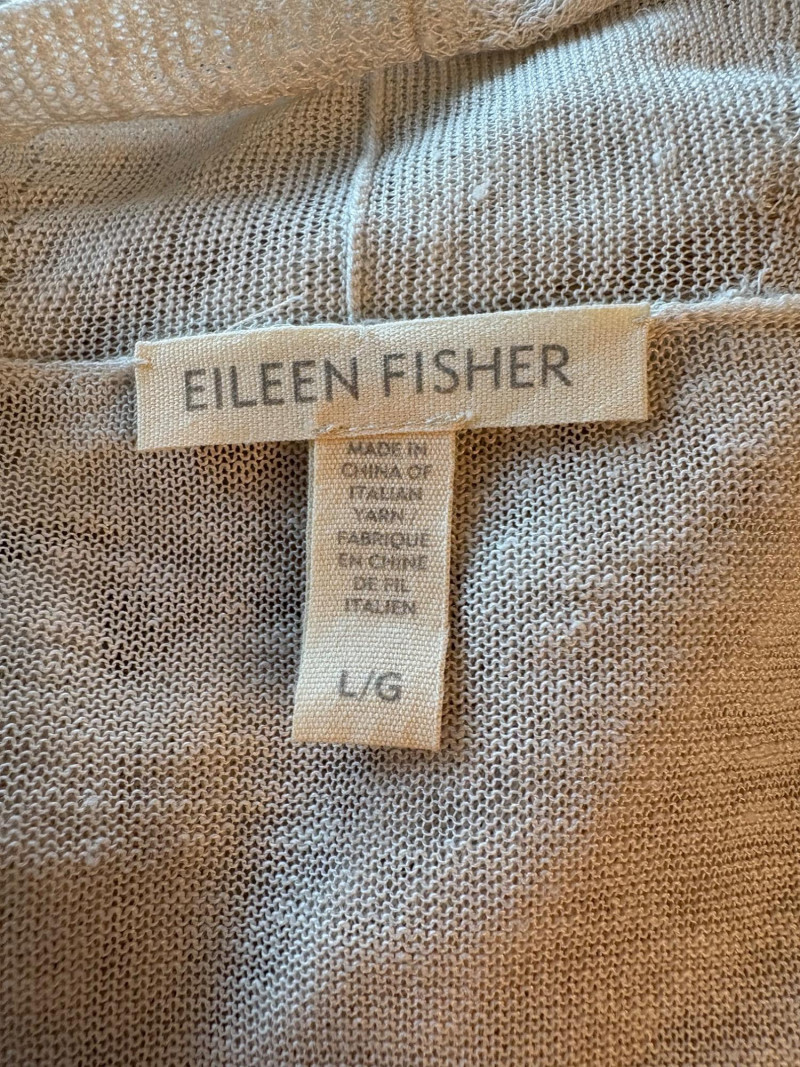 EILEEN FISHER
MADE IN
CHINA OF
ITALIAN
YARN /
FABRIQUE
EN CHINE
DE FIL
ITALIEN
L/G